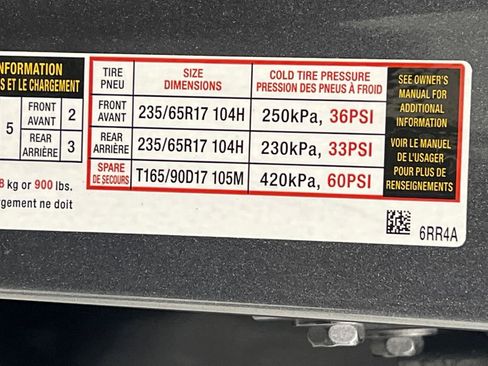 NFORMATION
S ET LE CHARGEMENT
5
FRONT
AVANT
2
REAR
ARRIÈRE
3
8 kg or 900 lbs.
rgement ne doit
TIRE
PNEU
SIZE
DIMENSIONS
COLD TIRE PRESSURE
PRESSION DES PNEUS À FROID
FRONT
AVANT
235/65R17 104H
250kPa, 36PSI
REAR
ARRIÈRE
235/65R17 104H
230kPa, 33PSI
SPARE
DE SECOURS
T165/90D17 105M
420kPa, 60PSI
SEE OWNER'S
MANUAL FOR
ADDITIONAL
INFORMATION
VOIR LE MANUEL
DE L'USAGER
POUR PLUS DE
RENSEIGNEMENTS
6RR4A